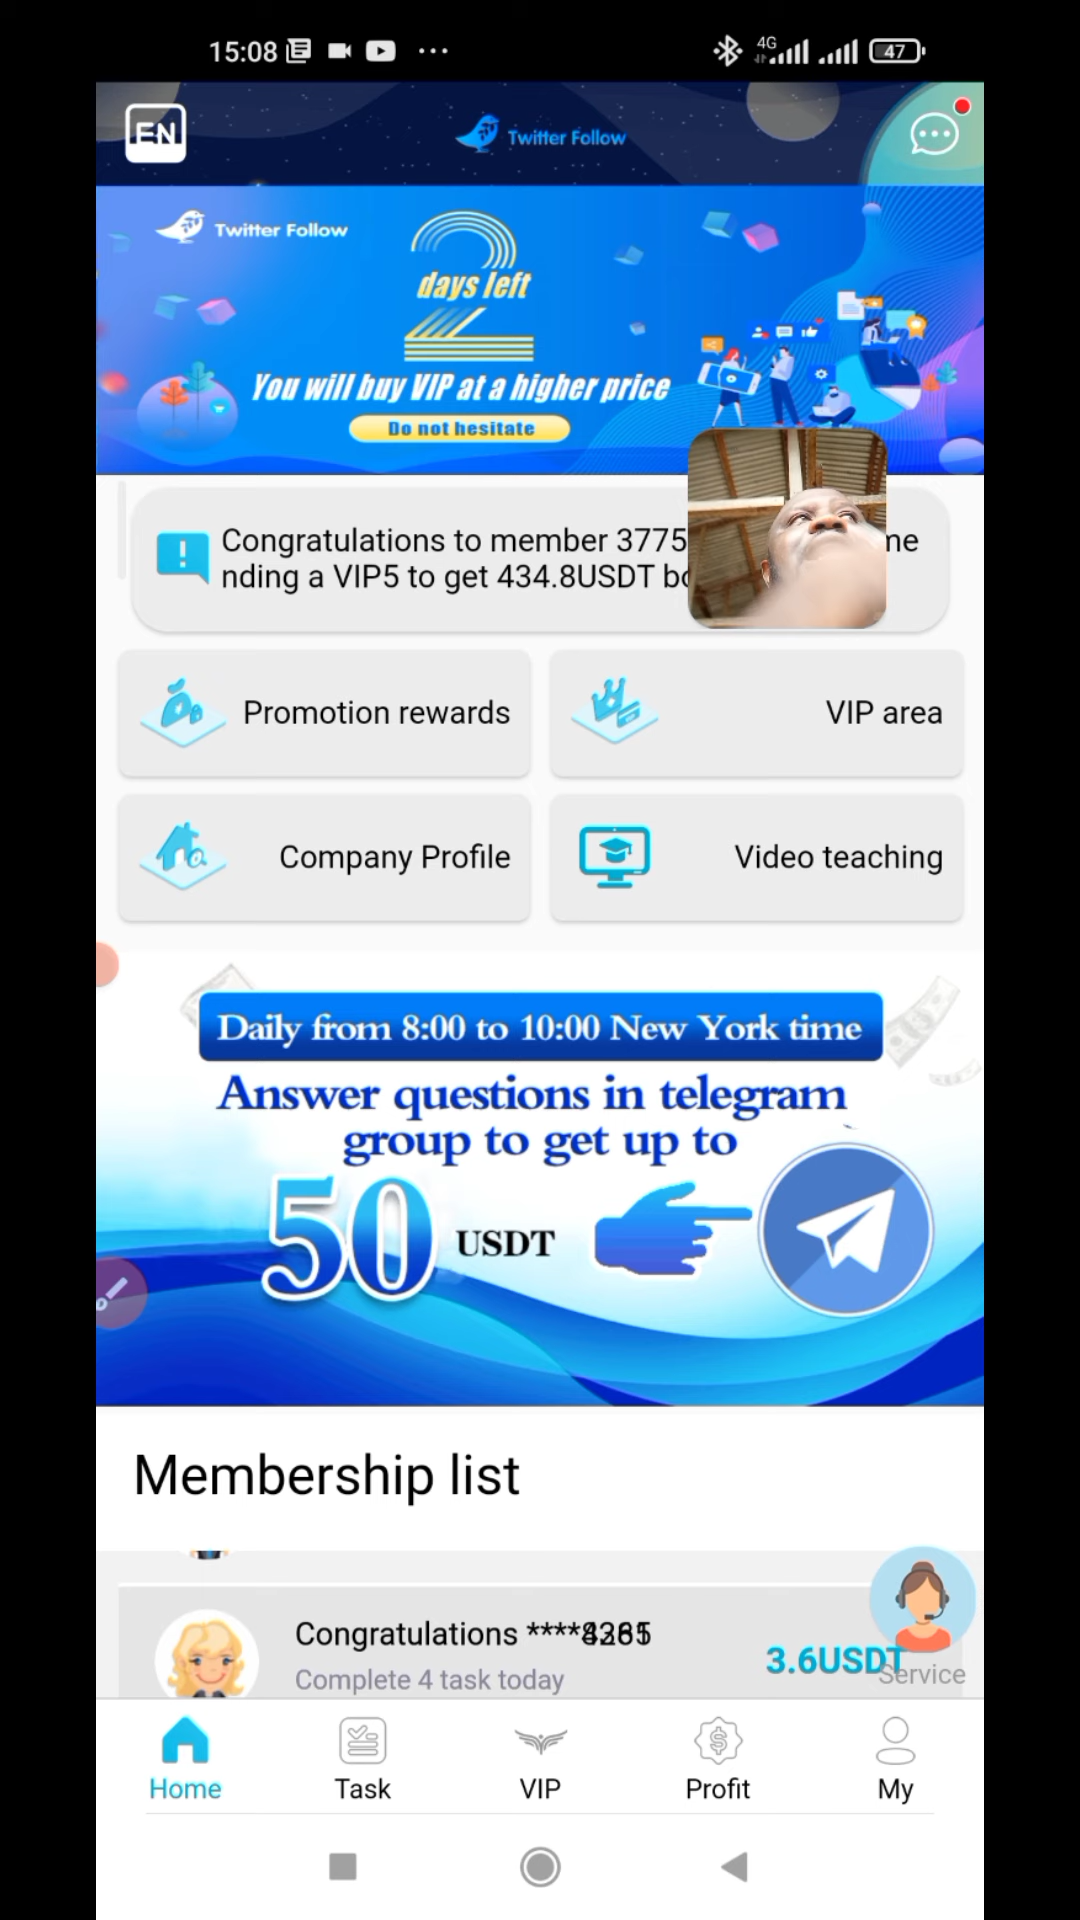 15:08
4G
47
EN
Twitter Follow
Twitter Follow
2
days left
You will buy VIP at a higher price
Do not hesitate
Congratulations to member 3775
me
nding a VIP5 to get 434.8USDT
Promotion rewards
VIP area
Company Profile
Video teaching
Daily from 8:00 to 10:00 New York time
Answer questions in telegram
group to get up to
50 USDT
Membership list
Congratulations
Complete 4 task today
3.6USDT
Service
Home
Task
VIP
Profit
My